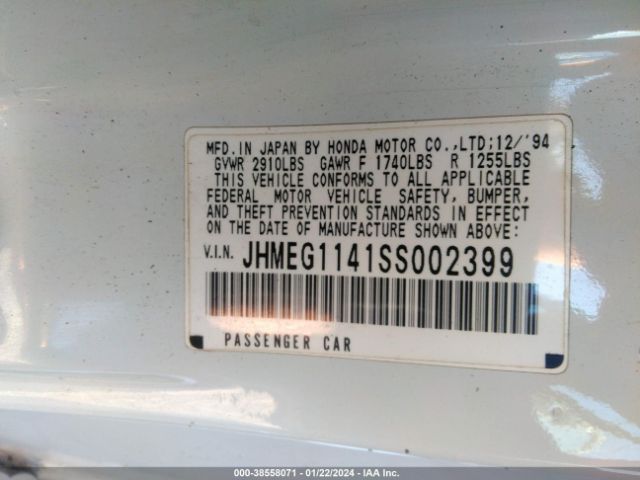 MFD. IN JAPAN BY HONDA MOTOR CO.,LTD;12/'94
GVWR 2910LBS GAWR F 1740LBS R 1255LBS
THIS VEHICLE CONFORMS TO ALL APPLICABLE
FEDERAL MOTOR VEHICLE SAFETY, BUMPER,
AND THEFT PREVENTION STANDARDS IN EFFECT
ON THE DATE OF MANUFACTURE SHOWN ABOVE:
V.I.N. JHMEG1141SS002399
PASSENGER CAR
000-38558071 - 01/22/2024 - IAA Inc.